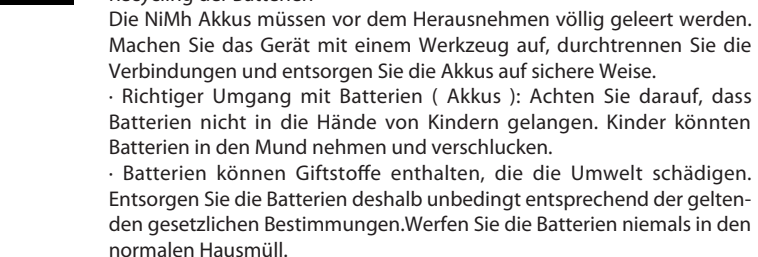 Recycling der Batterien
Die NiMh Akkus müssen vor dem Herausnehmen völlig geleert werden.
Machen Sie das Gerät mit einem Werkzeug auf, durchtrennen Sie die
Verbindungen und entsorgen Sie die Akkus auf sichere Weise.
· Richtiger Umgang mit Batterien ( Akkus ): Achten Sie darauf, dass
Batterien nicht in die Hände von Kindern gelangen. Kinder könnten
Batterien in den Mund nehmen und verschlucken.
· Batterien können Giftstoffe enthalten, die die Umwelt schädigen.
Entsorgen Sie die Batterien deshalb unbedingt entsprechend der gelten-
den gesetzlichen Bestimmungen.Werfen Sie die Batterien niemals in den
normalen Hausmüll.